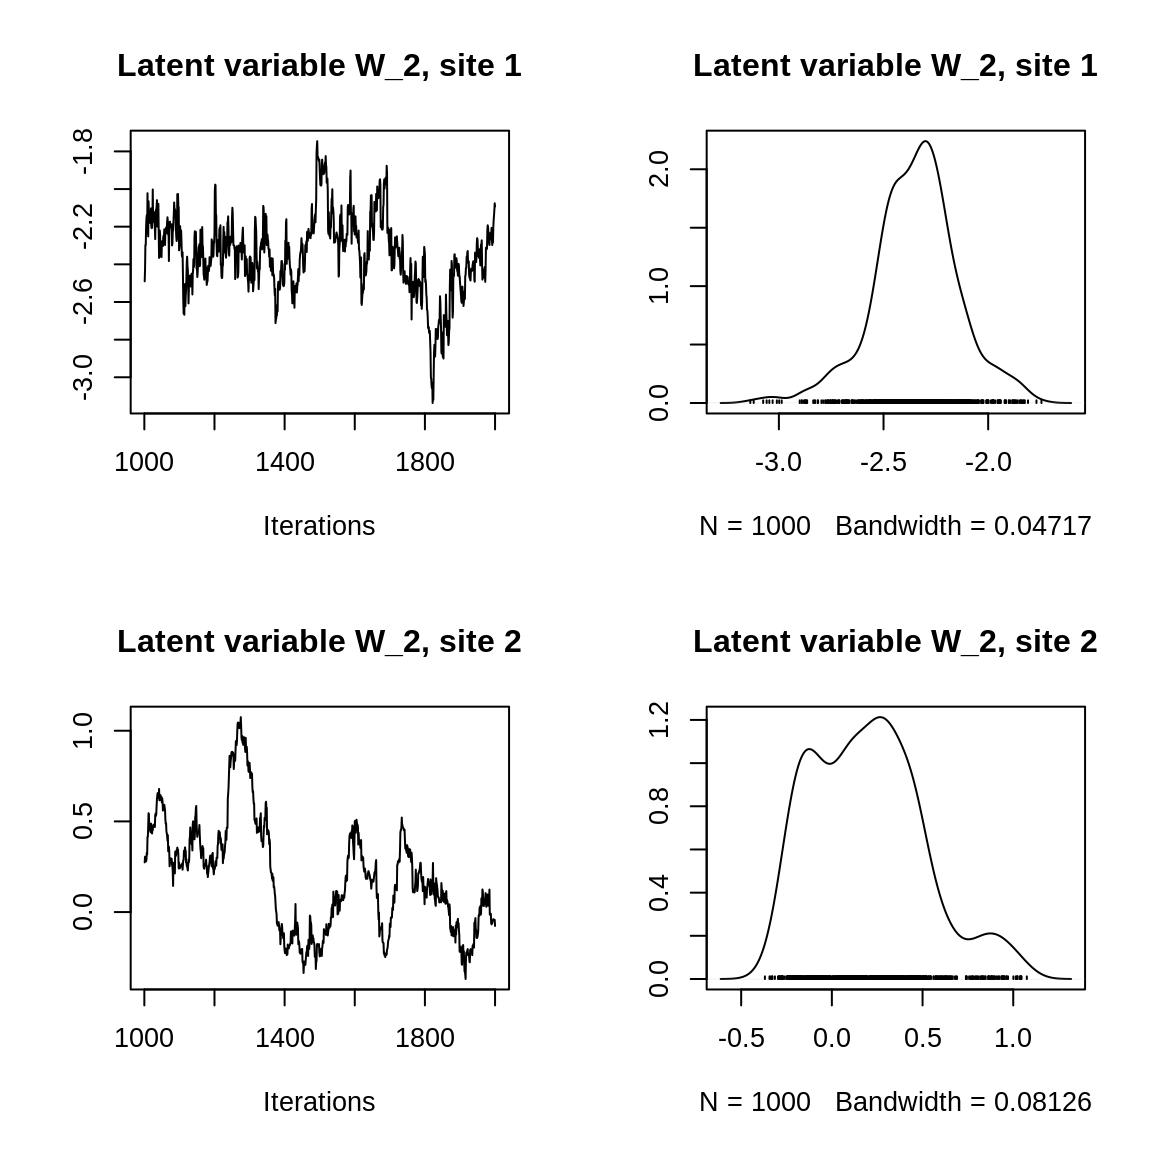 Latent variable W_2, site 1
-1.8
-2.2
-2.6
-3.0
1000 1400 1800
Iterations
Latent variable W_2, site 1
2.0
1.0
0.0
-3.0 -2.5 -2.0
N = 1000 Bandwidth = 0.04717
Latent variable W_2, site 2
1.0
0.5
0.0
1000 1400 1800
Iterations
Latent variable W_2, site 2
1.2
0.8
0.4
0.0
-0.5 0.0 0.5 1.0
N = 1000 Bandwidth = 0.08126